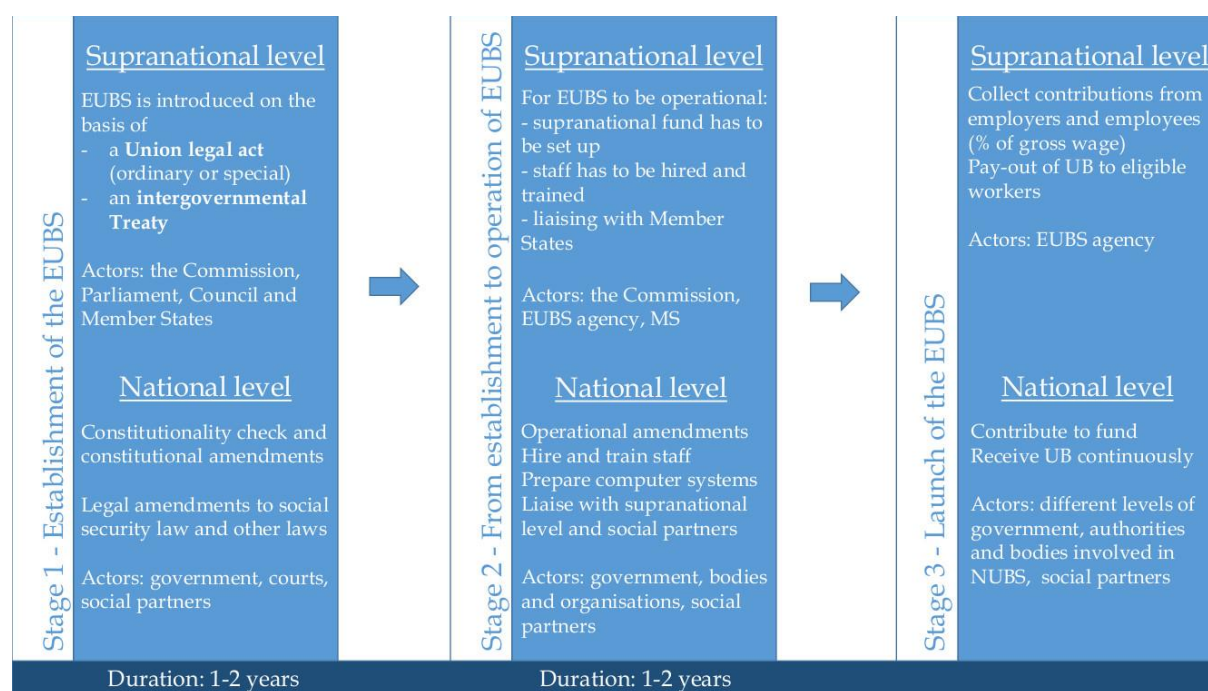 Stage 1 - Establishment of the EUBS
Supranational level
EUBS is introduced on the
basis of
- a Union legal act
(ordinary or special)
- an intergovernmental
Treaty
Actors: the Commission,
Parliament, Council and
Member States
National level
Constitutionality check and
constitutional amendments
Legal amendments to social
security law and other laws
Actors: government, courts,
social partners
Duration: 1-2 years
Stage 2 - From establishment to operation of EUBS
Supranational level
For EUBS to be operational:
- supranational fund has to
be set up
- staff has to be hired and
trained
- liaising with Member
States
Actors: the Commission,
EUBS agency, MS
National level
Operational amendments
Hire and train staff
Prepare computer systems
Liaise with supranational
level and social partners
Actors: government, bodies
and organisations, social
partners
Duration: 1-2 years
Stage 3 - Launch of the EUBS
Supranational level
Collect contributions from
employers and employees
(% of gross wage)
Pay-out of UB to eligible
workers
Actors: EUBS agency
National level
Contribute to fund
Receive UB continuously
Actors: different levels of
government, authorities
and bodies involved in
NUBS, social partners